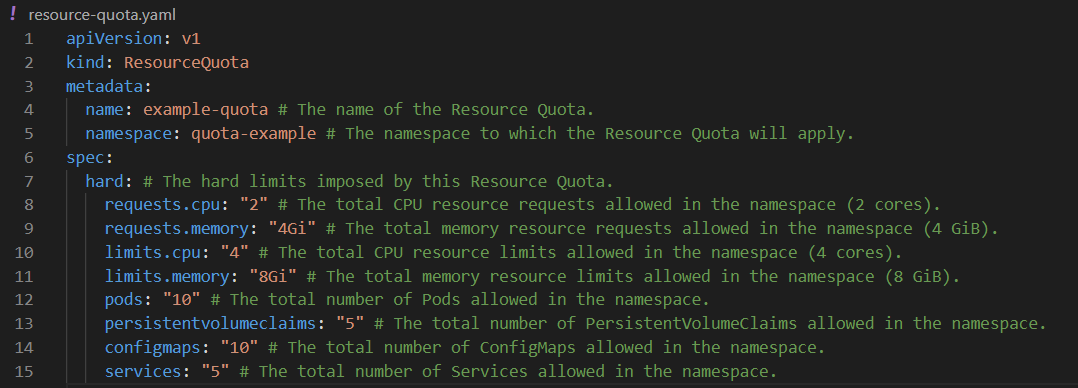 ! resource-quota.yaml
1 apiVersion: v1
2 kind: ResourceQuota
3 metadata:
4 name: example-quota # The name of the Resource Quota.
5 namespace: quota-example # The namespace to which the Resource Quota will apply.
6 spec:
7 hard: # The hard limits imposed by this Resource Quota.
8 requests.cpu: "2" # The total CPU resource requests allowed in the namespace (2 cores).
9 requests.memory: "4Gi" # The total memory resource requests allowed in the namespace (4 GiB).
10 limits.cpu: "4" # The total CPU resource limits allowed in the namespace (4 cores).
11 limits.memory: "8Gi" # The total memory resource limits allowed in the namespace (8 GiB).
12 pods: "10" # The total number of Pods allowed in the namespace.
13 persistentvolumeclaims: "5" # The total number of PersistentVolumeClaims allowed in the namespace.
14 configmaps: "10" # The total number of ConfigMaps allowed in the namespace.
15 services: "5" # The total number of Services allowed in the namespace.